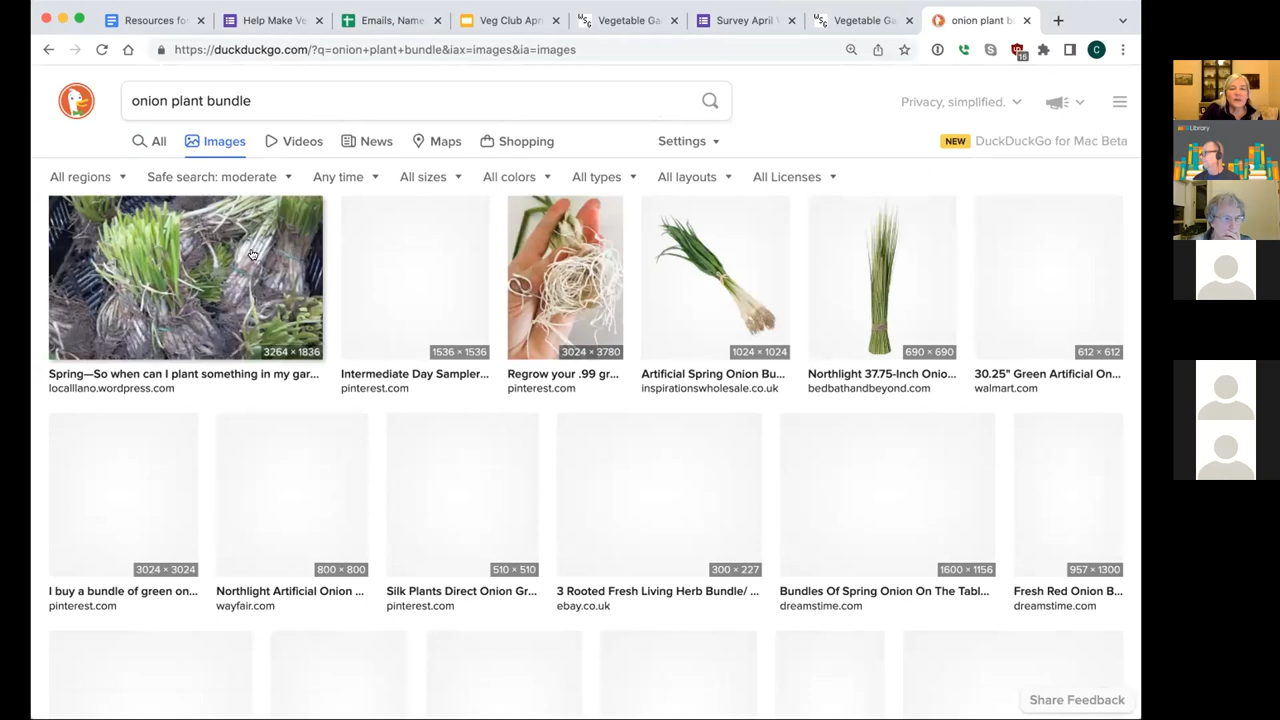 Resources fo
Help Make Ve
Emails, Name
Veg Club Apri
Vegetable Ga
Survey April
Vegetable Ga
onion plant b
https://duckduckgo.com/?q=onion+plant+bundle&iax=images&ia=images
15
C
onion plant bundle
Privacy, simplified.
All
Images
Videos
News
Maps
Shopping
Settings
NEW
DuckDuckGo for Mac Beta
All regions
Safe search: moderate
Any time
All sizes
All colors
All types
All layouts
All Licenses
Library
3264 × 1836
1536 × 1536
3024 × 3780
1024 × 1024
690 × 690
612 × 612
Spring—So when can I plant something in my gar...
localllano.wordpress.com
Intermediate Day Sampler...
pinterest.com
Regrow your .99 gr...
pinterest.com
Artificial Spring Onion Bu...
inspirationswholesale.co.uk
Northlight 37.75-Inch Onio...
bedbathandbeyond.com
30.25" Green Artificial On...
walmart.com
3024 × 3024
800 × 800
510 × 510
300 × 227
1600 × 1156
957 × 1300
I buy a bundle of green on...
pinterest.com
Northlight Artificial Onion ...
wayfair.com
Silk Plants Direct Onion Gr...
pinterest.com
3 Rooted Fresh Living Herb Bundle/ ...
ebay.co.uk
Bundles Of Spring Onion On The Tabl...
dreamstime.com
Fresh Red Onion B...
dreamstime.com
Share Feedback